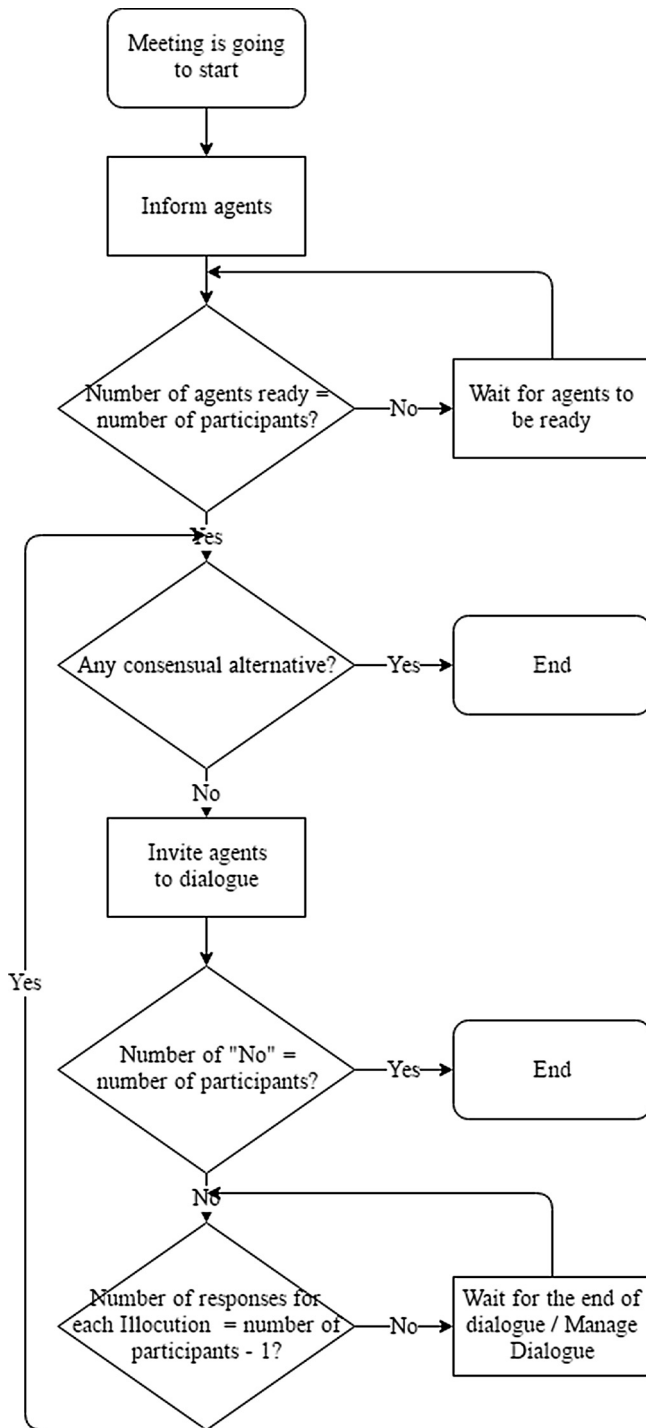 Meeting is going
to start
Inform agents
Number of agents ready =
number of participants?
No
Wait for agents to
be ready
Yes
Any consensual alternative?
Yes
End
No
Invite agents
to dialogue
Yes
Number of "No" =
number of participants?
Yes
End
No
Number of responses for
each Illocution = number of
participants - 1?
No
Wait for the end of
dialogue / Manage
Dialogue